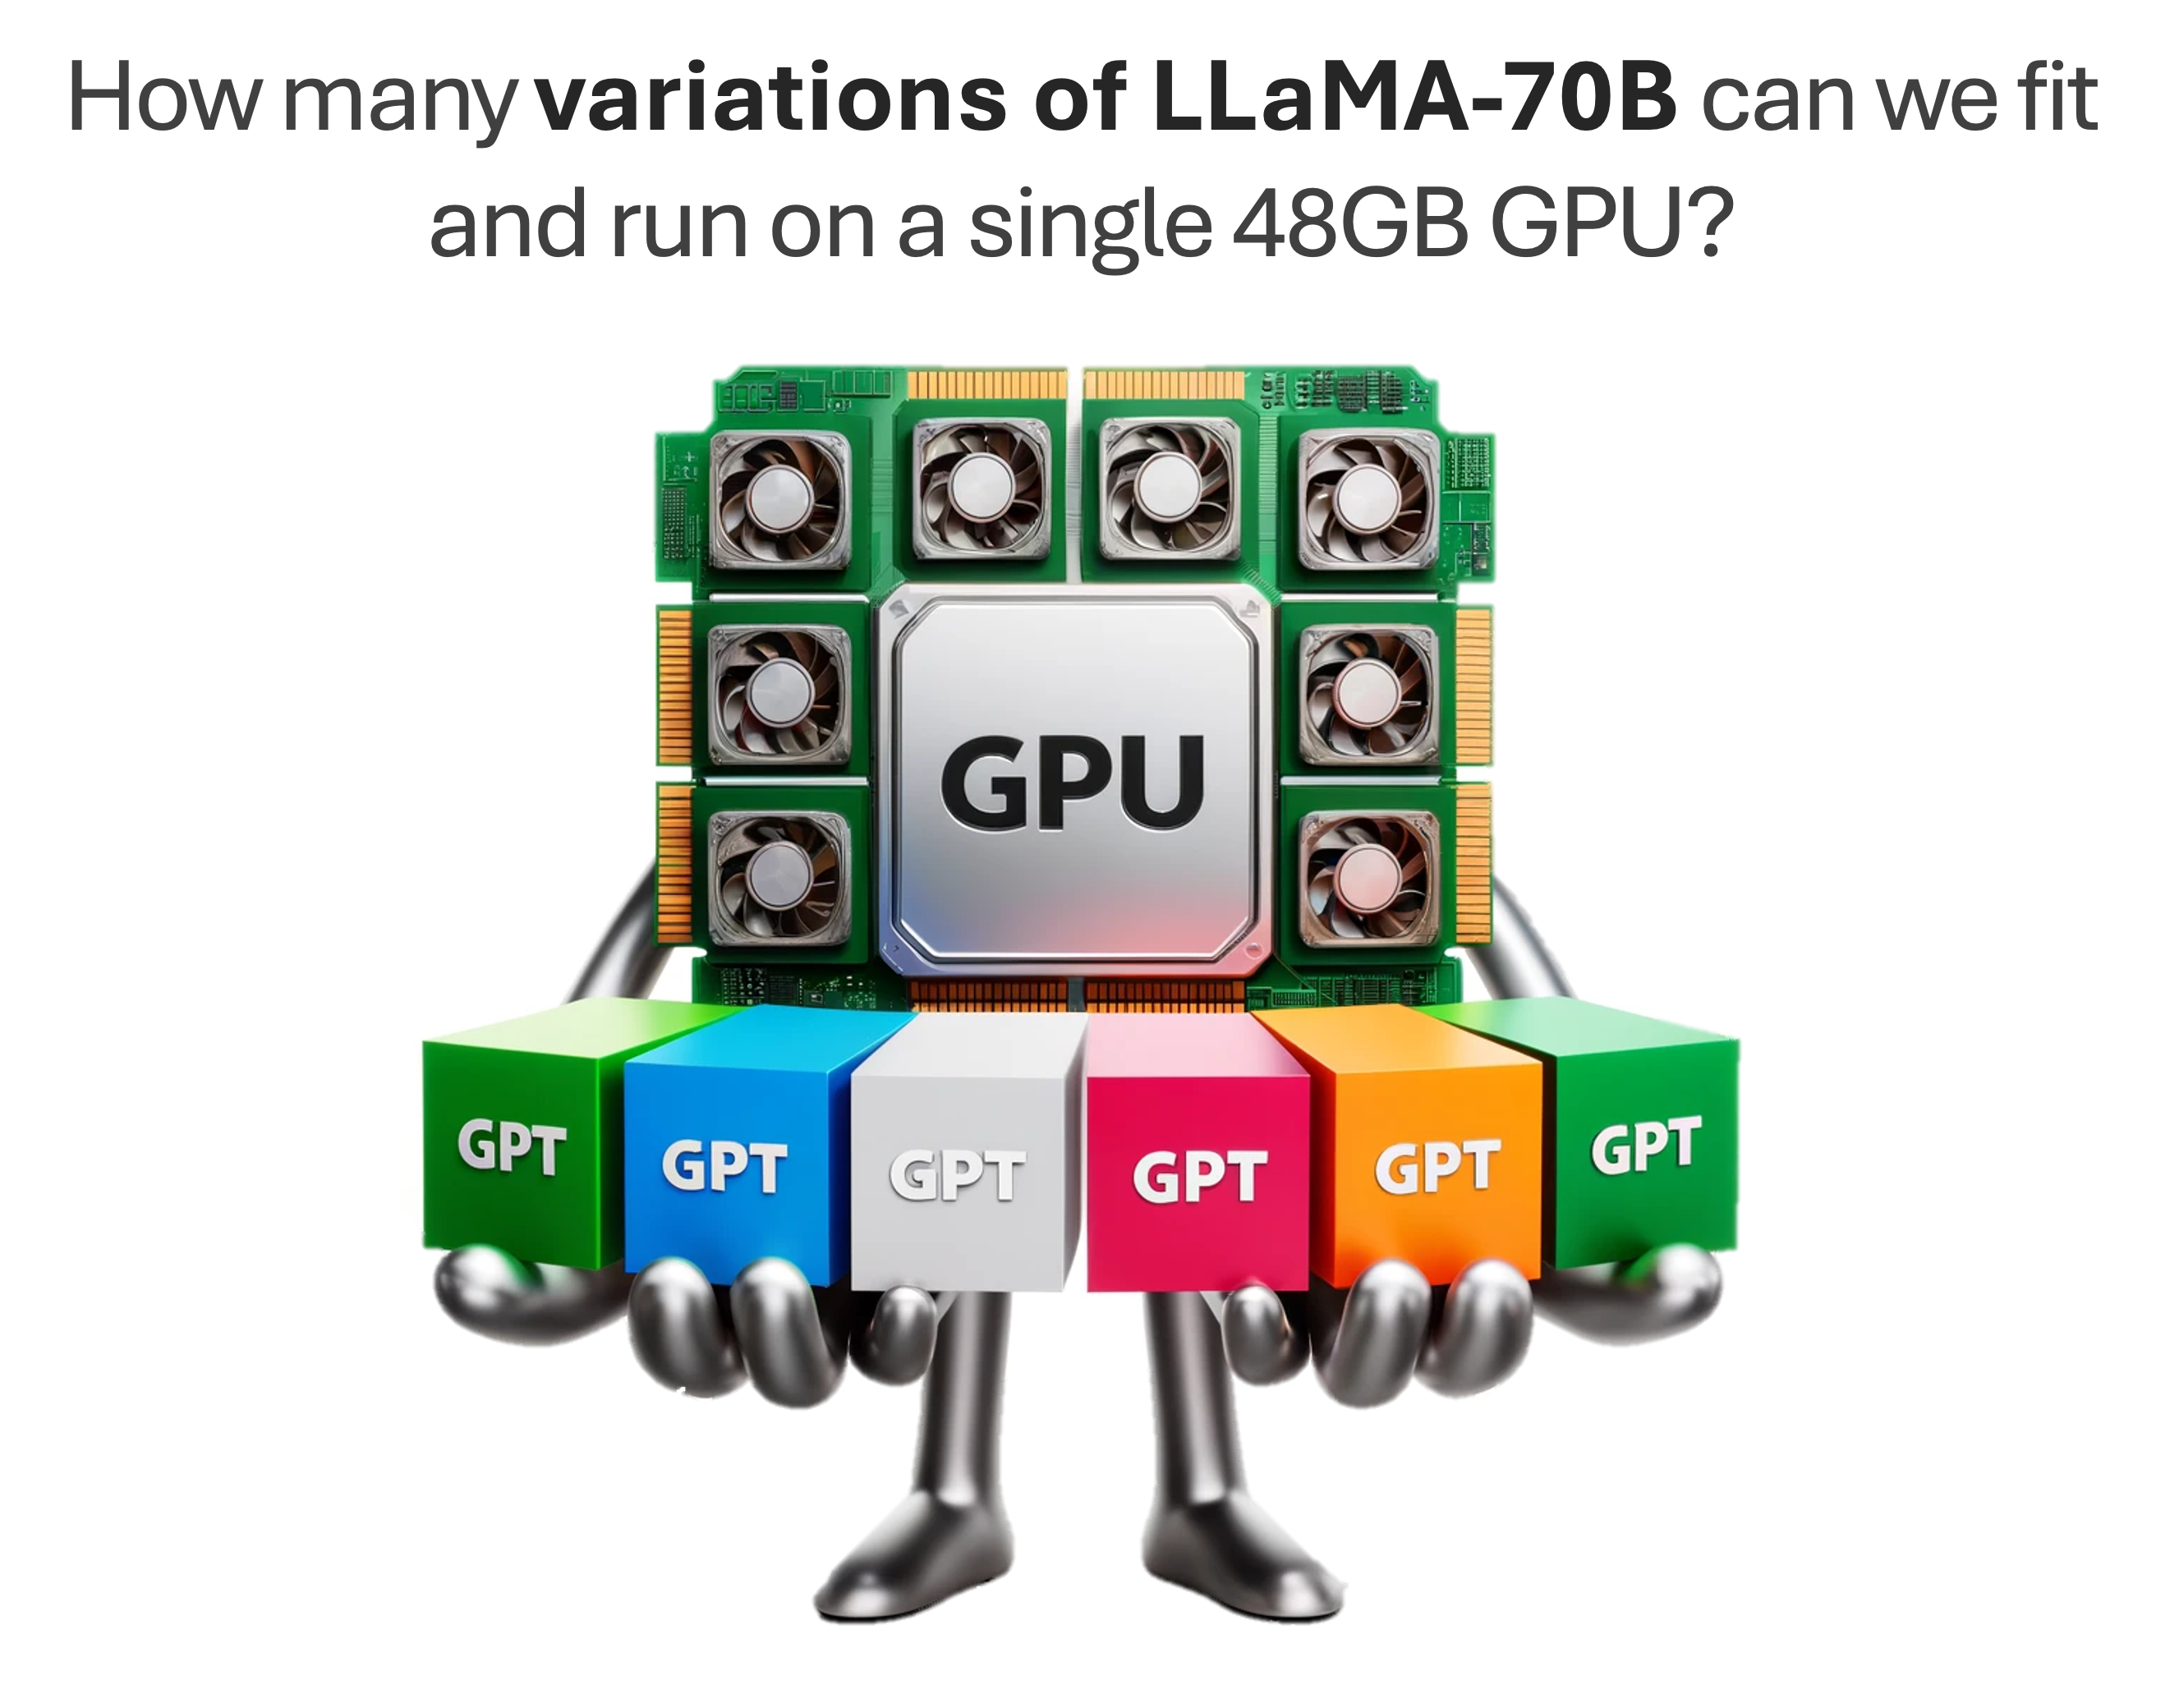 How many variations of LLaMA-70B can we fit
and run on a single 48GB GPU?
GPU
GPT
GPT
GPT
GPT
GPT
GPT